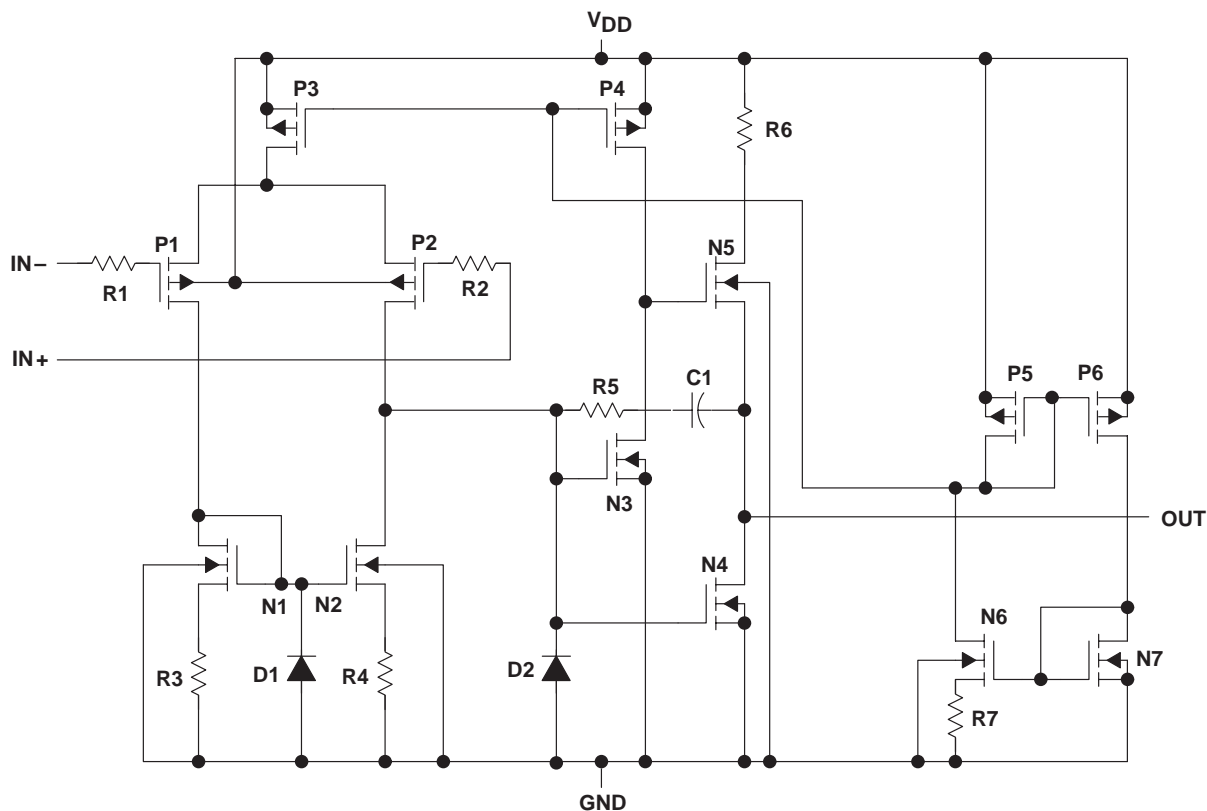 VDD
P3
P4
R6
P1
P2
N5
IN−
R1
R2
IN+
P5
P6
R5
C1
N3
OUT
N4
N1
N2
N6
N7
R3
D1
R4
D2
R7
GND